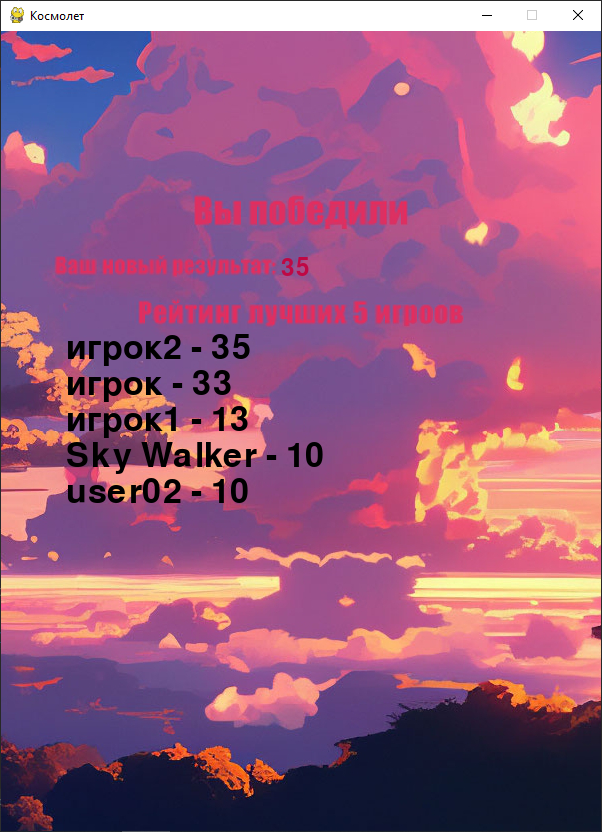 Космолет
Вы победили
Ваш новый результат: 35
Рейтинг лучших 5 игроов
игрок2 - 35
игрок - 33
игрок1 - 13
Sky Walker - 10
user02 - 10